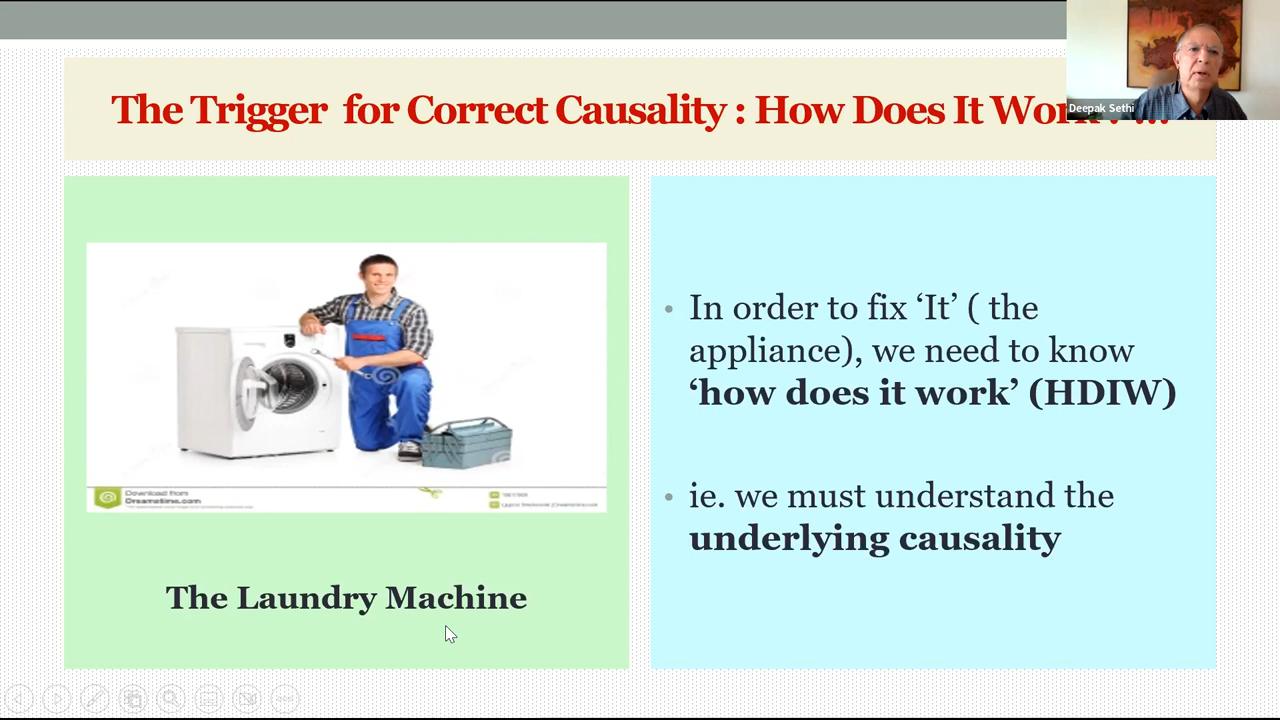 The Trigger for Correct Causality : How Does It Work
Deepak Sethi
• In order to fix ‘It’ ( the
appliance), we need to know
‘how does it work’ (HDIW)
• ie. we must understand the
underlying causality
Download from
Dreamstime.com
The Laundry Machine